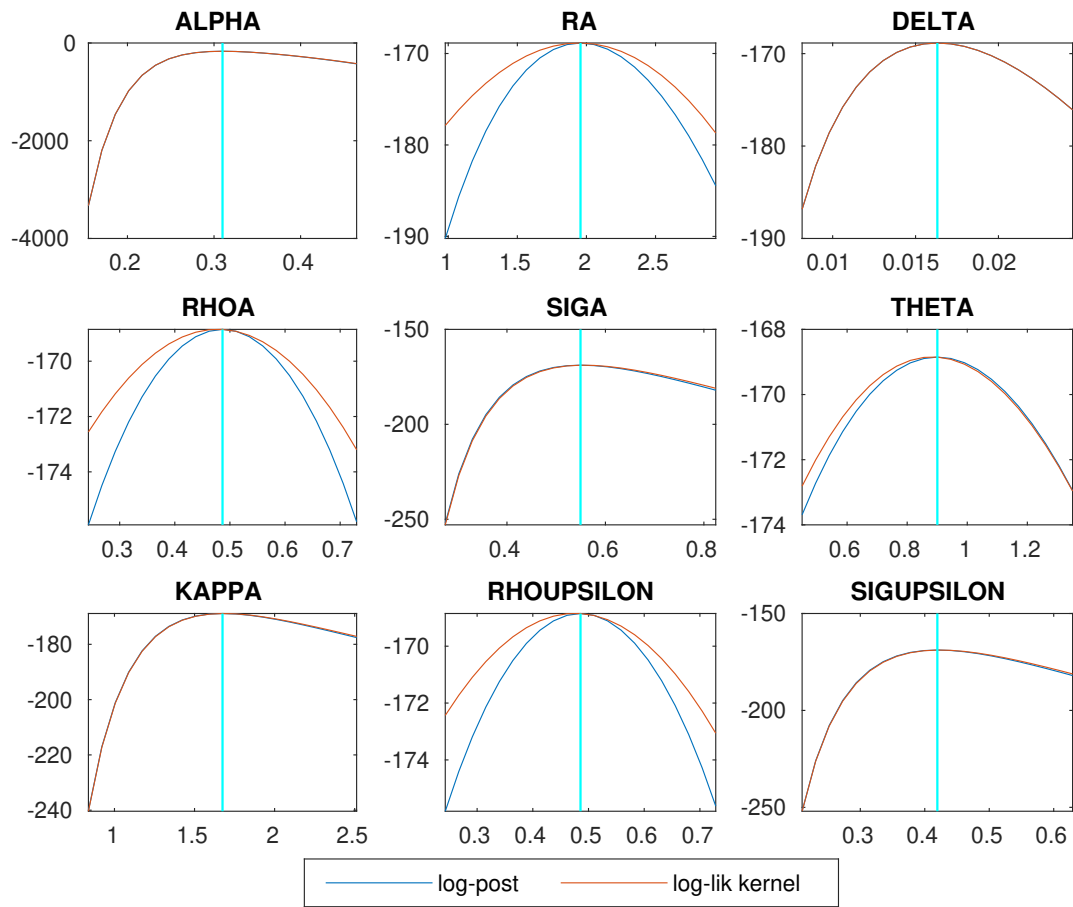 ALPHA
0
-2000
-4000
0.2 0.3 0.4
RA
-170
-180
-190
1 1.5 2 2.5
DELTA
-170
-180
-190
0.01 0.015 0.02
RHOA
-170
-172
-174
0.3 0.4 0.5 0.6 0.7
SIGA
-150
-200
-250
0.4 0.6 0.8
THETA
-168
-170
-172
-174
0.6 0.8 1 1.2
KAPPA
-180
-200
-220
-240
1 1.5 2 2.5
RHOUPSILON
-170
-172
-174
0.3 0.4 0.5 0.6 0.7
SIGUPSILON
-150
-200
-250
0.3 0.4 0.5 0.6
log-post log-lik kernel